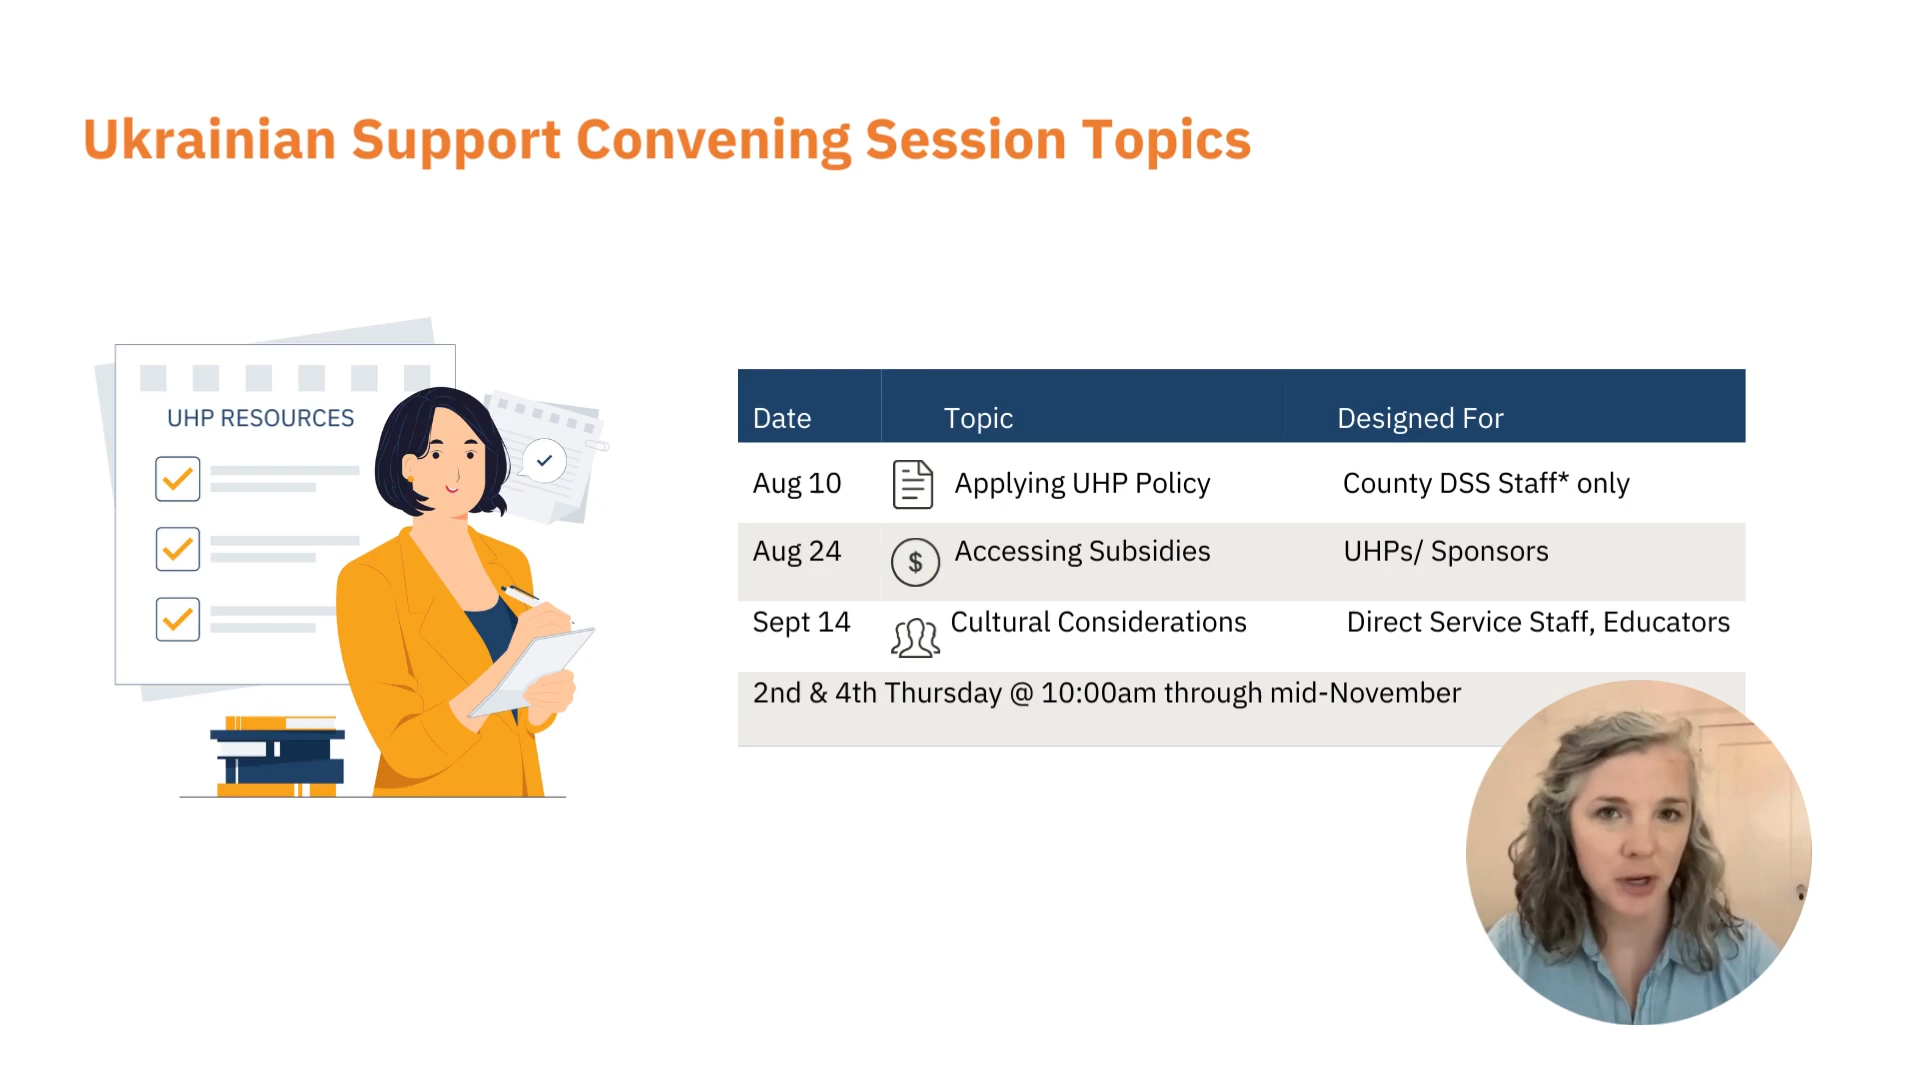 Ukrainian Support Convening Session Topics
UHP RESOURCES
Date Topic Designed For
Aug 10 Applying UHP Policy County DSS Staff* only
Aug 24 $ Accessing Subsidies UHPs/ Sponsors
Sept 14 Cultural Considerations Direct Service Staff, Educators
2nd & 4th Thursday @ 10:00am through mid-November